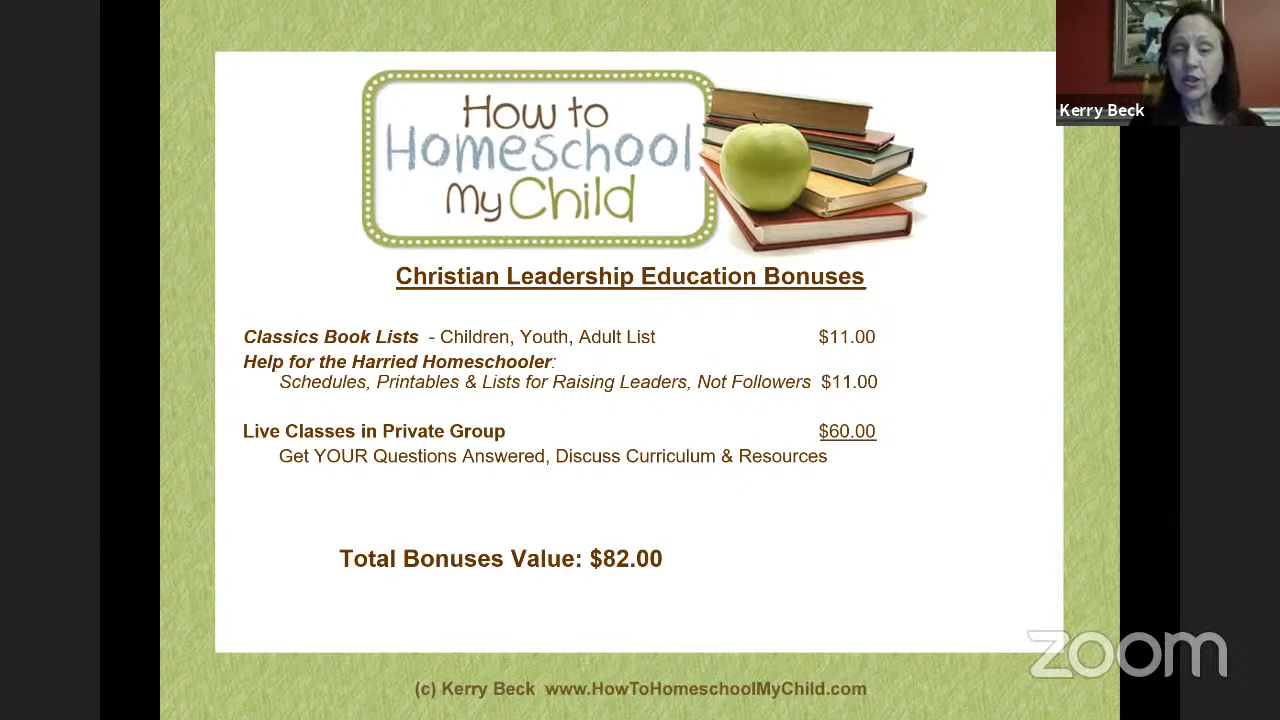 Kerry Beck
How to
Homeschool
My Child
Christian Leadership Education Bonuses
Classics Book Lists - Children, Youth, Adult List $11.00
Help for the Harried Homeschooler:
Schedules, Printables & Lists for Raising Leaders, Not Followers $11.00
Live Classes in Private Group $60.00
Get YOUR Questions Answered, Discuss Curriculum & Resources
Total Bonuses Value: $82.00
zoom
(c) Kerry Beck www.HowToHomeschoolMyChild.com